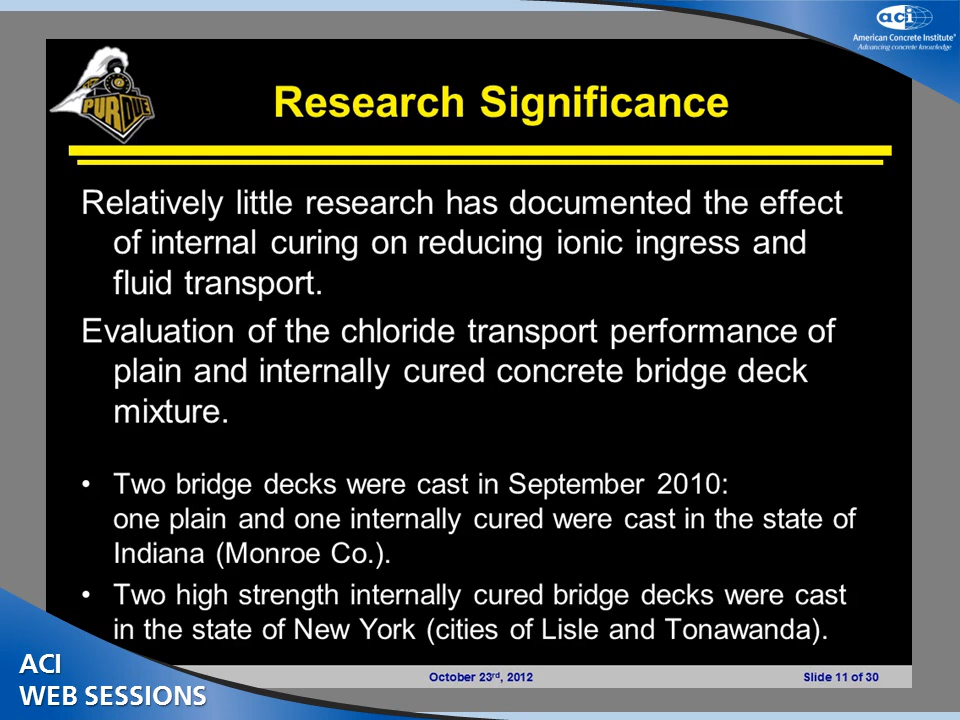 aci
American Concrete Institute®
Advancing concrete knowledge
PURDUE
Research Significance
Relatively little research has documented the effect
of internal curing on reducing ionic ingress and
fluid transport.
Evaluation of the chloride transport performance of
plain and internally cured concrete bridge deck
mixture.
• Two bridge decks were cast in September 2010:
one plain and one internally cured were cast in the state of
Indiana (Monroe Co.).
• Two high strength internally cured bridge decks were cast
in the state of New York (cities of Lisle and Tonawanda).
October 23rd, 2012
Slide 11 of 30
ACI
WEB SESSIONS